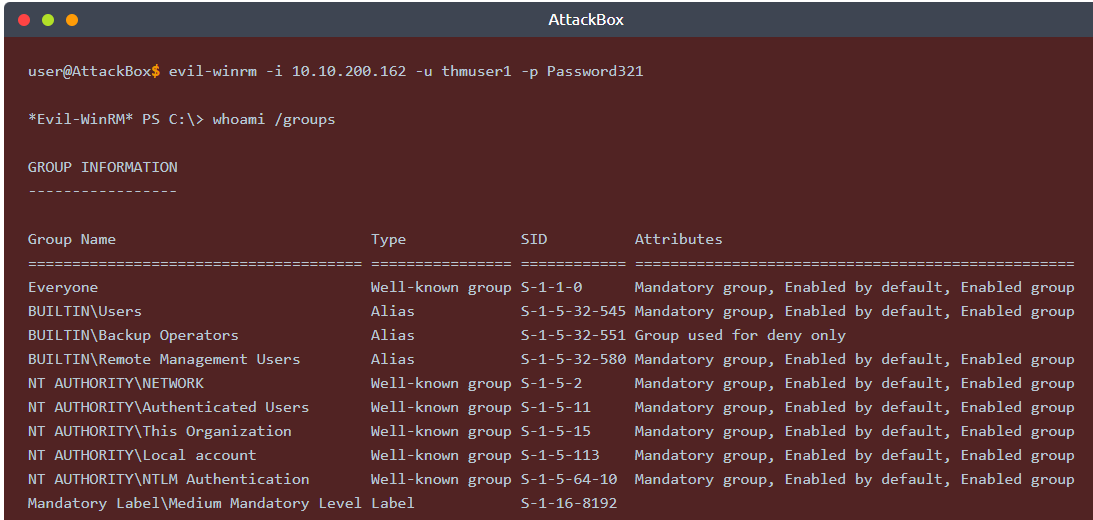 AttackBox
user@AttackBox$ evil-winrm -i 10.10.200.162 -u thmuser1 -p Password321
*Evil-WinRM* PS C:\> whoami /groups
GROUP INFORMATION
-----------------
Group Name                             Type             SID          Attributes
====================================== ================ ============ ==================================================
Everyone                               Well-known group S-1-1-0      Mandatory group, Enabled by default, Enabled group
BUILTIN\Users                          Alias            S-1-5-32-545 Mandatory group, Enabled by default, Enabled group
BUILTIN\Backup Operators               Alias            S-1-5-32-551 Group used for deny only
BUILTIN\Remote Management Users        Alias            S-1-5-32-580 Mandatory group, Enabled by default, Enabled group
NT AUTHORITY\NETWORK                   Well-known group S-1-5-2      Mandatory group, Enabled by default, Enabled group
NT AUTHORITY\Authenticated Users       Well-known group S-1-5-11     Mandatory group, Enabled by default, Enabled group
NT AUTHORITY\This Organization         Well-known group S-1-5-15     Mandatory group, Enabled by default, Enabled group
NT AUTHORITY\Local account             Well-known group S-1-5-113    Mandatory group, Enabled by default, Enabled group
NT AUTHORITY\NTLM Authentication       Well-known group S-1-5-64-10  Mandatory group, Enabled by default, Enabled group
Mandatory Label\Medium Mandatory Level Label            S-1-16-8192